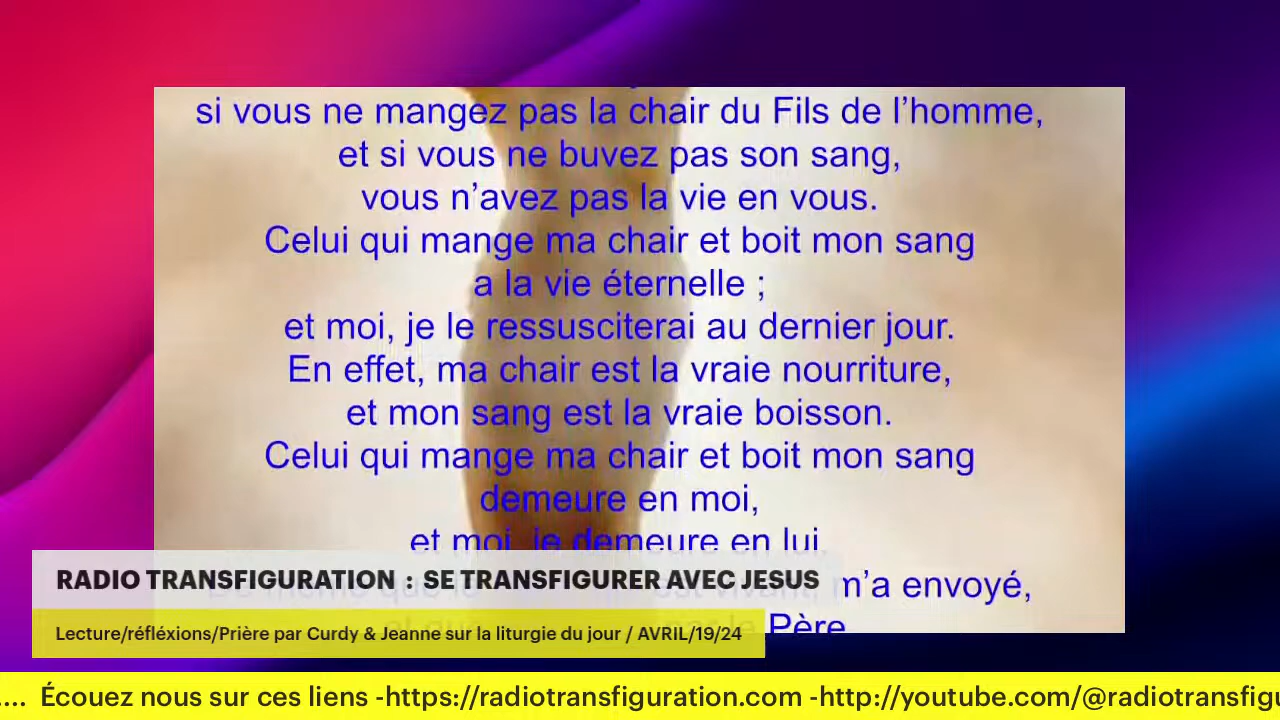 si vous ne mangez pas la chair du Fils de l’homme,
et si vous ne buvez pas son sang,
vous n’avez pas la vie en vous.
Celui qui mange ma chair et boit mon sang
a la vie éternelle ;
et moi, je le ressusciterai au dernier jour.
En effet, ma chair est la vraie nourriture,
et mon sang est la vraie boisson.
Celui qui mange ma chair et boit mon sang
demeure en moi,
et moi, je demeure en lui.
m’a envoyé,
Père
RADIO TRANSFIGURATION : SE TRANSFIGURER AVEC JESUS
Lecture/réfléxions/Prière par Curdy & Jeanne sur la liturgie du jour / AVRIL/19/24
.... Écouez nous sur ces liens -https://radiotransfiguration.com -http://youtube.com/@radiotransfigu